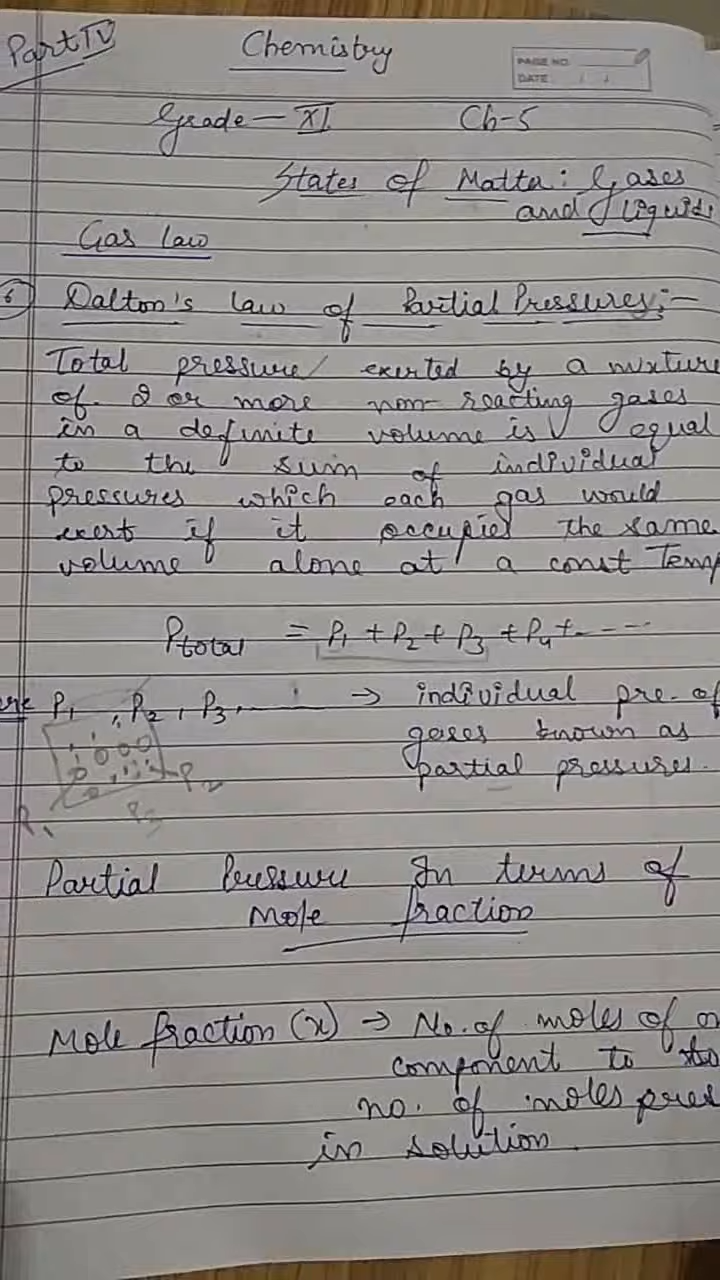 Part IV
Chemistry
PAGE NO.
DATE / /
Grade — XI Ch-5
States of Matter: Gases
and liquids
Gas law
6 Dalton's law of Partial Pressures:—
Total pressure exerted by a mixture
of 2 or more non-reacting gases
in a definite volume is equal
to the sum of individual
pressures which each gas would
exert if it occupied the same
volume alone at a const Temp
Ptotal = P1 + P2 + P3 + P4 + - - - -
P1, P2, P3, —— → individual pre. of
gases known as
partial pressures.
P2
P1 P3
Partial Pressure In terms of
Mole fraction
Mole fraction (x) → No. of moles of
component to
no. of moles pres
in solution.